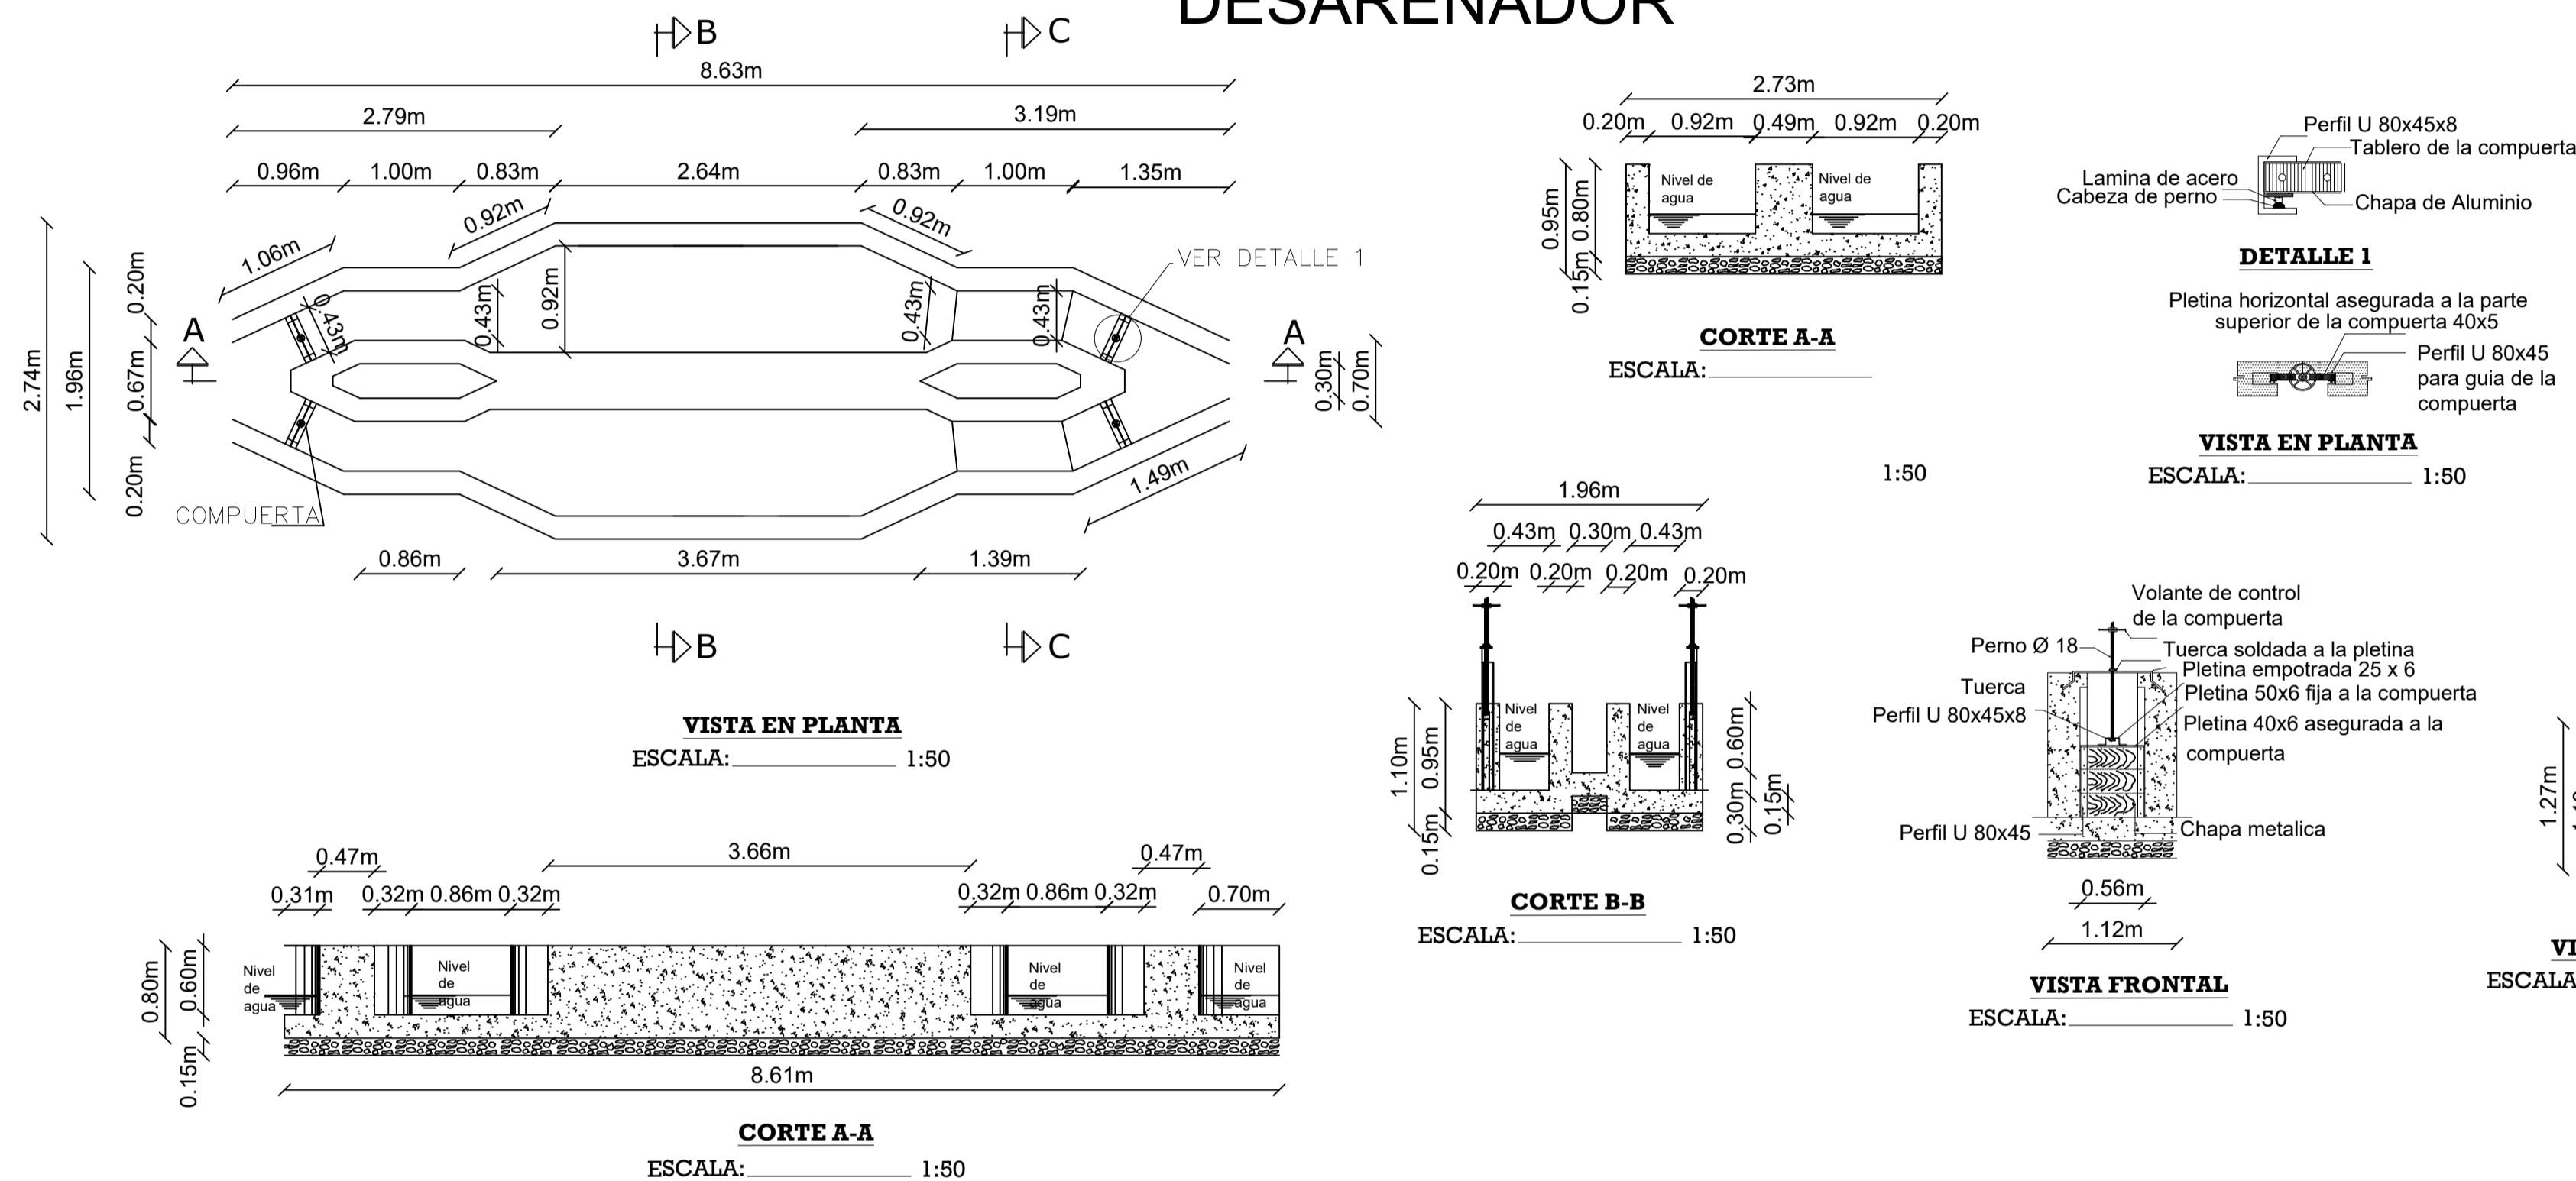 DESARENADOR
B
C
8.63m
2.79m
3.19m
0.96m
1.00m
0.83m
2.64m
0.83m
1.00m
1.35m
1.06m
0.92m
0.92m
VER DETALLE 1
0.20m
0.67m
0.20m
2.74m
1.96m
A
A
0.43m
0.43m
0.92m
0.43m
0.43m
0.30m
0.70m
1.49m
COMPUERTA
0.86m
3.67m
1.39m
B
C
VISTA EN PLANTA
ESCALA: 1:50
2.73m
0.20m
0.92m
0.49m
0.92m
0.20m
0.95m
0.80m
0.15m
Nivel de
agua
Nivel de
agua
CORTE A-A
ESCALA:
1:50
Perfil U 80x45x8
Tablero de la compuerta
Lamina de acero
Cabeza de perno
Chapa de Aluminio
DETALLE 1
Pletina horizontal asegurada a la parte
superior de la compuerta 40x5
Perfil U 80x45
para guia de la
compuerta
VISTA EN PLANTA
ESCALA: 1:50
1.96m
0.43m
0.30m
0.43m
0.20m
0.20m
0.20m
0.20m
Nivel
de
agua
Nivel
de
agua
1.10m
0.95m
0.15m
0.60m
0.30m
0.15m
CORTE B-B
ESCALA: 1:50
Volante de control
de la compuerta
Perno Ø 18
Tuerca soldada a la pletina
Pletina empotrada 25 x 6
Tuerca
Pletina 50x6 fija a la compuerta
Perfil U 80x45x8
Pletina 40x6 asegurada a la
compuerta
Perfil U 80x45
Chapa metalica
0.56m
1.12m
VISTA FRONTAL
ESCALA: 1:50
1.27m
VI
ESCALA
0.47m
3.66m
0.47m
0.31m
0.32m
0.86m
0.32m
0.32m
0.86m
0.32m
0.70m
0.80m
0.60m
0.15m
Nivel
de
agua
Nivel
de
agua
Nivel
de
agua
Nivel
de
agua
8.61m
CORTE A-A
ESCALA: 1:50